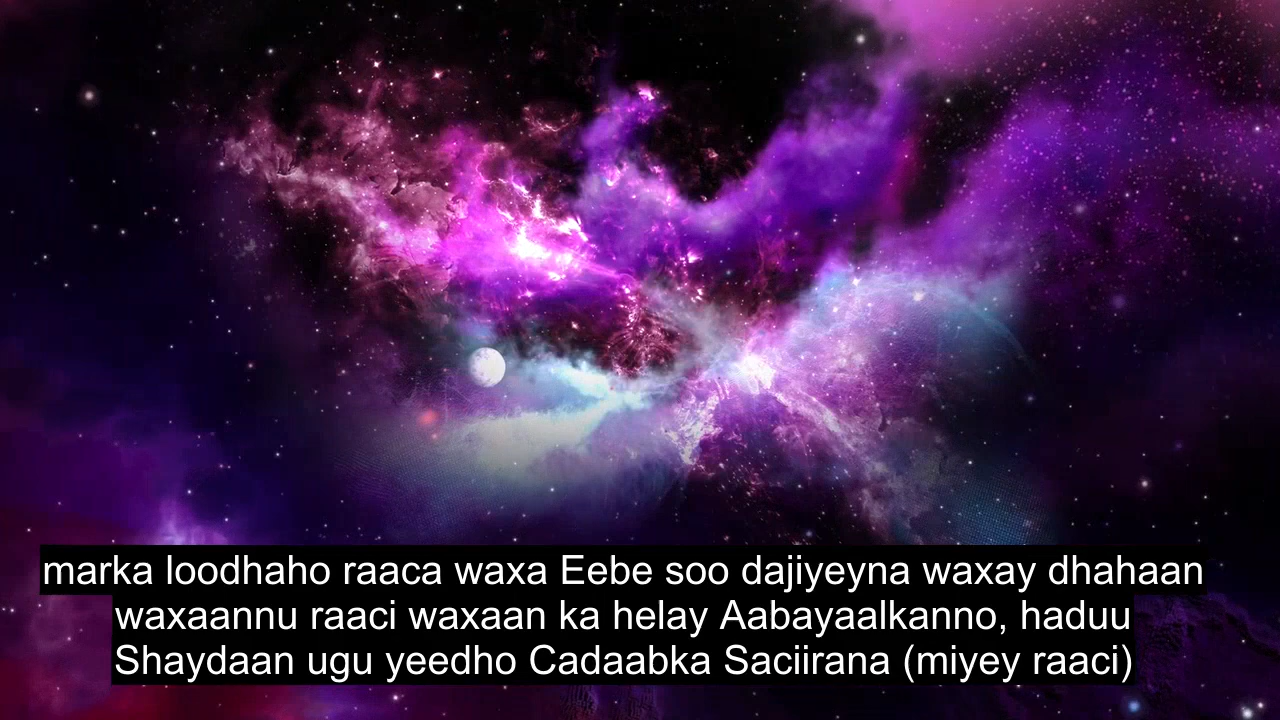 marka loodhaho raaca waxa Eebe soo dajiyeyna waxay dhahaan
waxaannu raaci waxaan ka helay Aabayaalkanno, haduu
Shaydaan ugu yeedho Cadaabka Saciirana (miyey raaci)